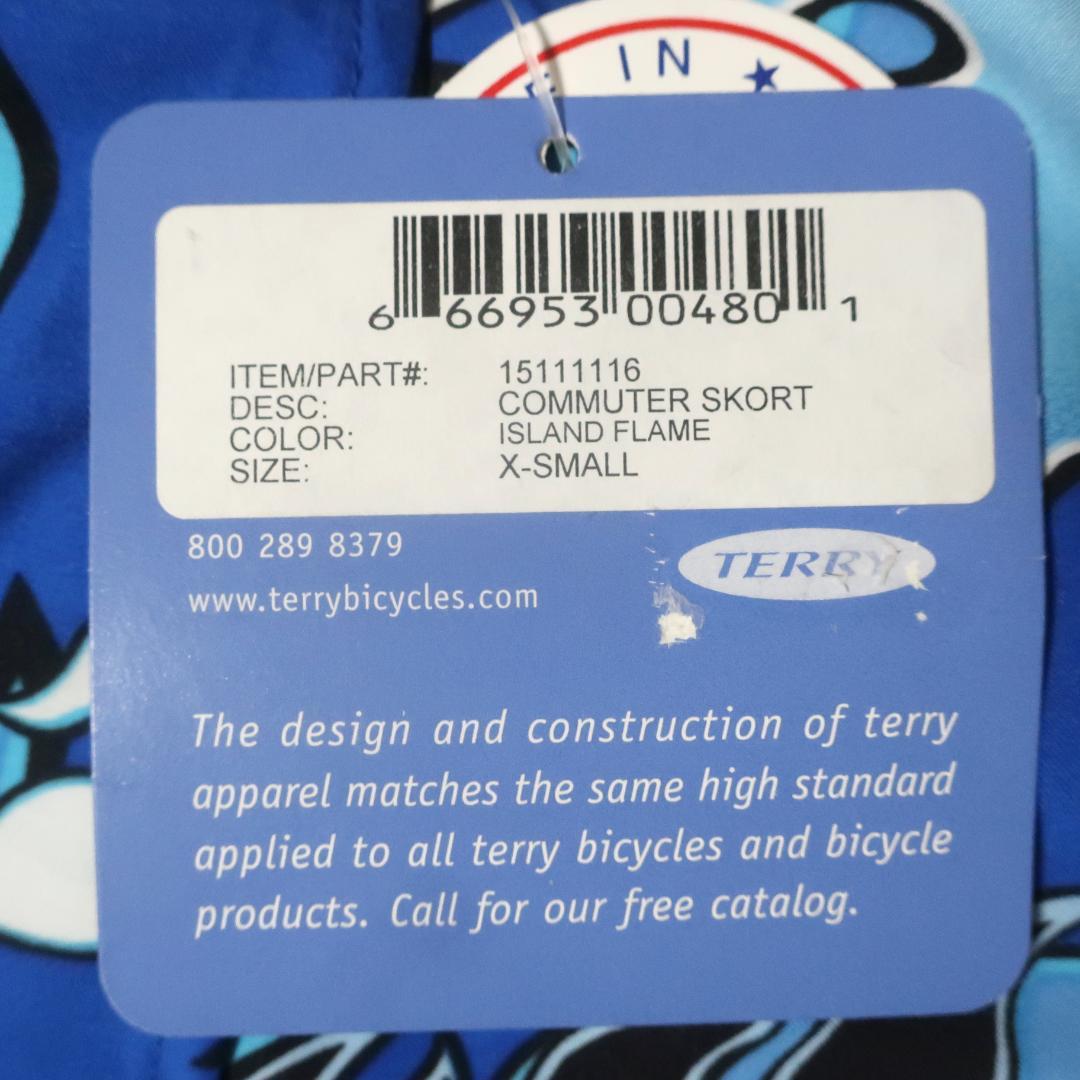 IN ★
6 66953 00480 1
ITEM/PART#: 15111116
DESC: COMMUTER SKORT
COLOR: ISLAND FLAME
SIZE: X-SMALL
800 289 8379
www.terrybicycles.com
TERRY
The design and construction of terry
apparel matches the same high standard
applied to all terry bicycles and bicycle
products. Call for our free catalog.